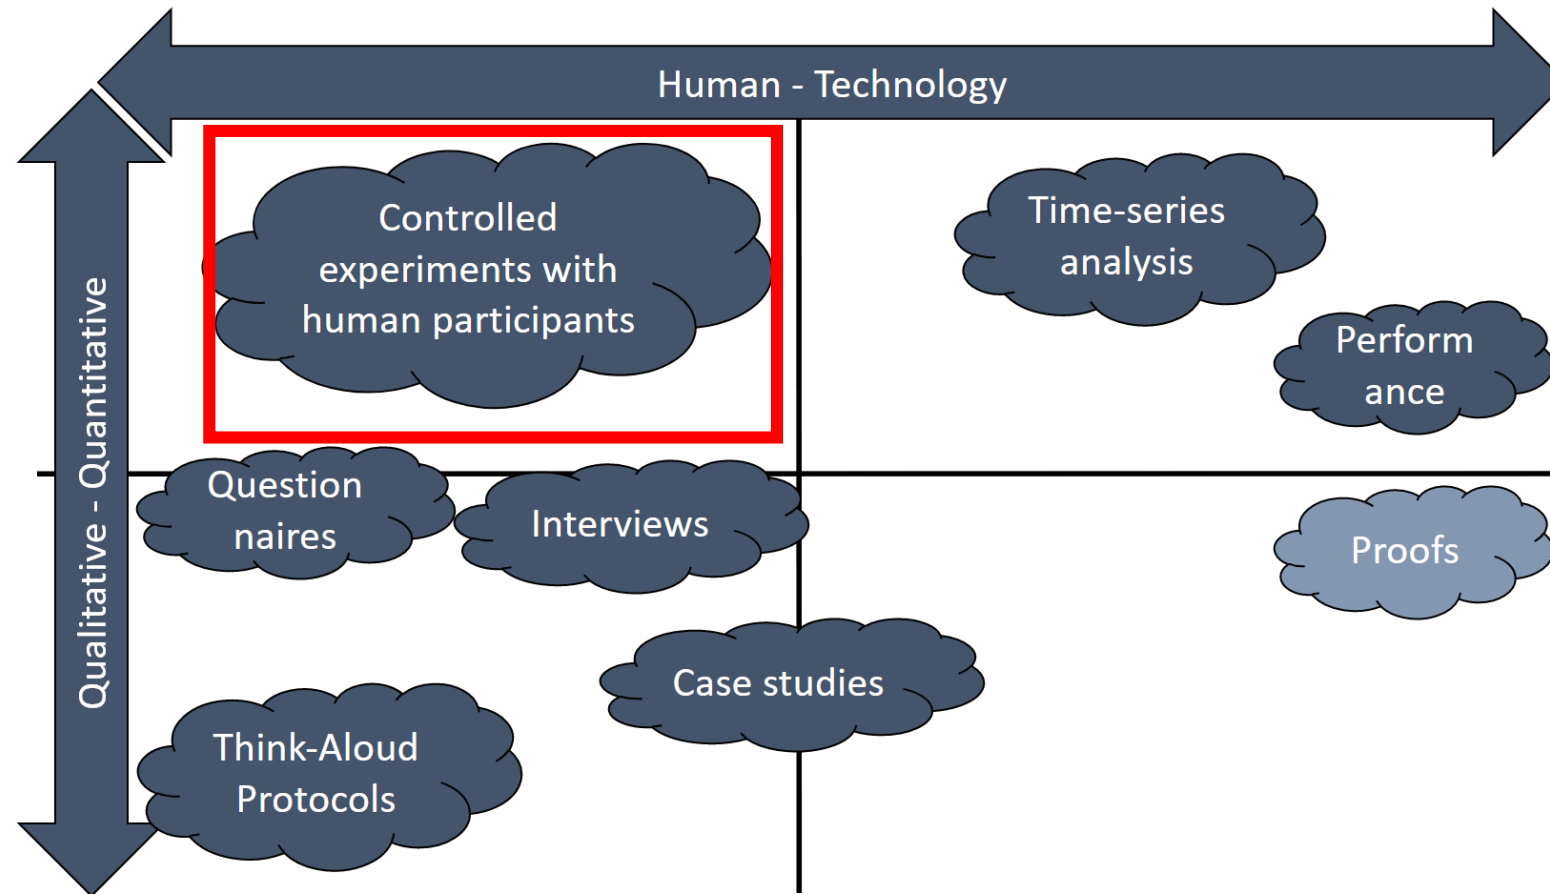 Human - Technology
Qualitative - Quantitative
Controlled
experiments with
human participants
Time-series
analysis
Perform
ance
Question
naires
Interviews
Proofs
Case studies
Think-Aloud
Protocols